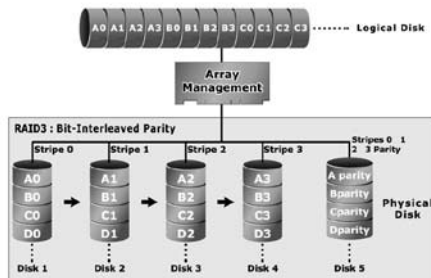 A0 A1 A2 A3 B0 B1 B2 B3 C0 C1 C2 C3
Logical Disk
Array
Management
RAID3 : Bit-Interleaved Parity
Stripe 0
Stripe 1
Stripe 2
Stripe 3
Stripes 0 1
2 3 Parity
A0
B0
C0
D0
A1
B1
C1
D1
A2
B2
C2
D2
A3
B3
C3
D3
A parity
Bparity
Cparity
Dparity
Physical
Disk
Disk 1
Disk 2
Disk 3
Disk 4
Disk 5